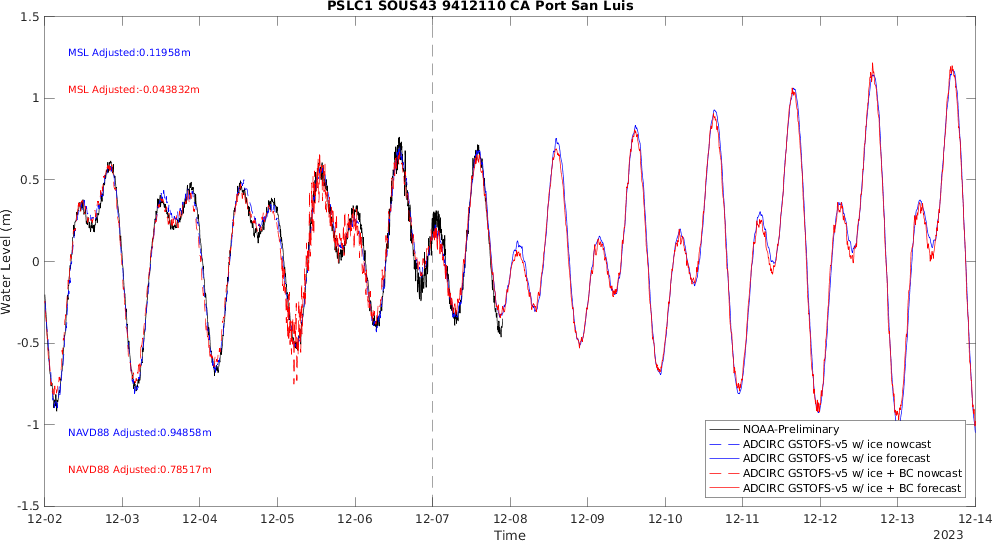 PSLC1 SOUS43 9412110 CA Port San Luis
1.5
1
0.5
0
-0.5
-1
-1.5
Water Level (m)
MSL Adjusted:0.11958m
MSL Adjusted:-0.043832m
NAVD88 Adjusted:0.94858m
NAVD88 Adjusted:0.78517m
NOAA-Preliminary
ADCIRC GSTOFS-v5 w/ ice nowcast
ADCIRC GSTOFS-v5 w/ ice forecast
ADCIRC GSTOFS-v5 w/ ice + BC nowcast
ADCIRC GSTOFS-v5 w/ ice + BC forecast
12-02 12-03 12-04 12-05 12-06 12-07 12-08 12-09 12-10 12-11 12-12 12-13 12-14
Time
2023